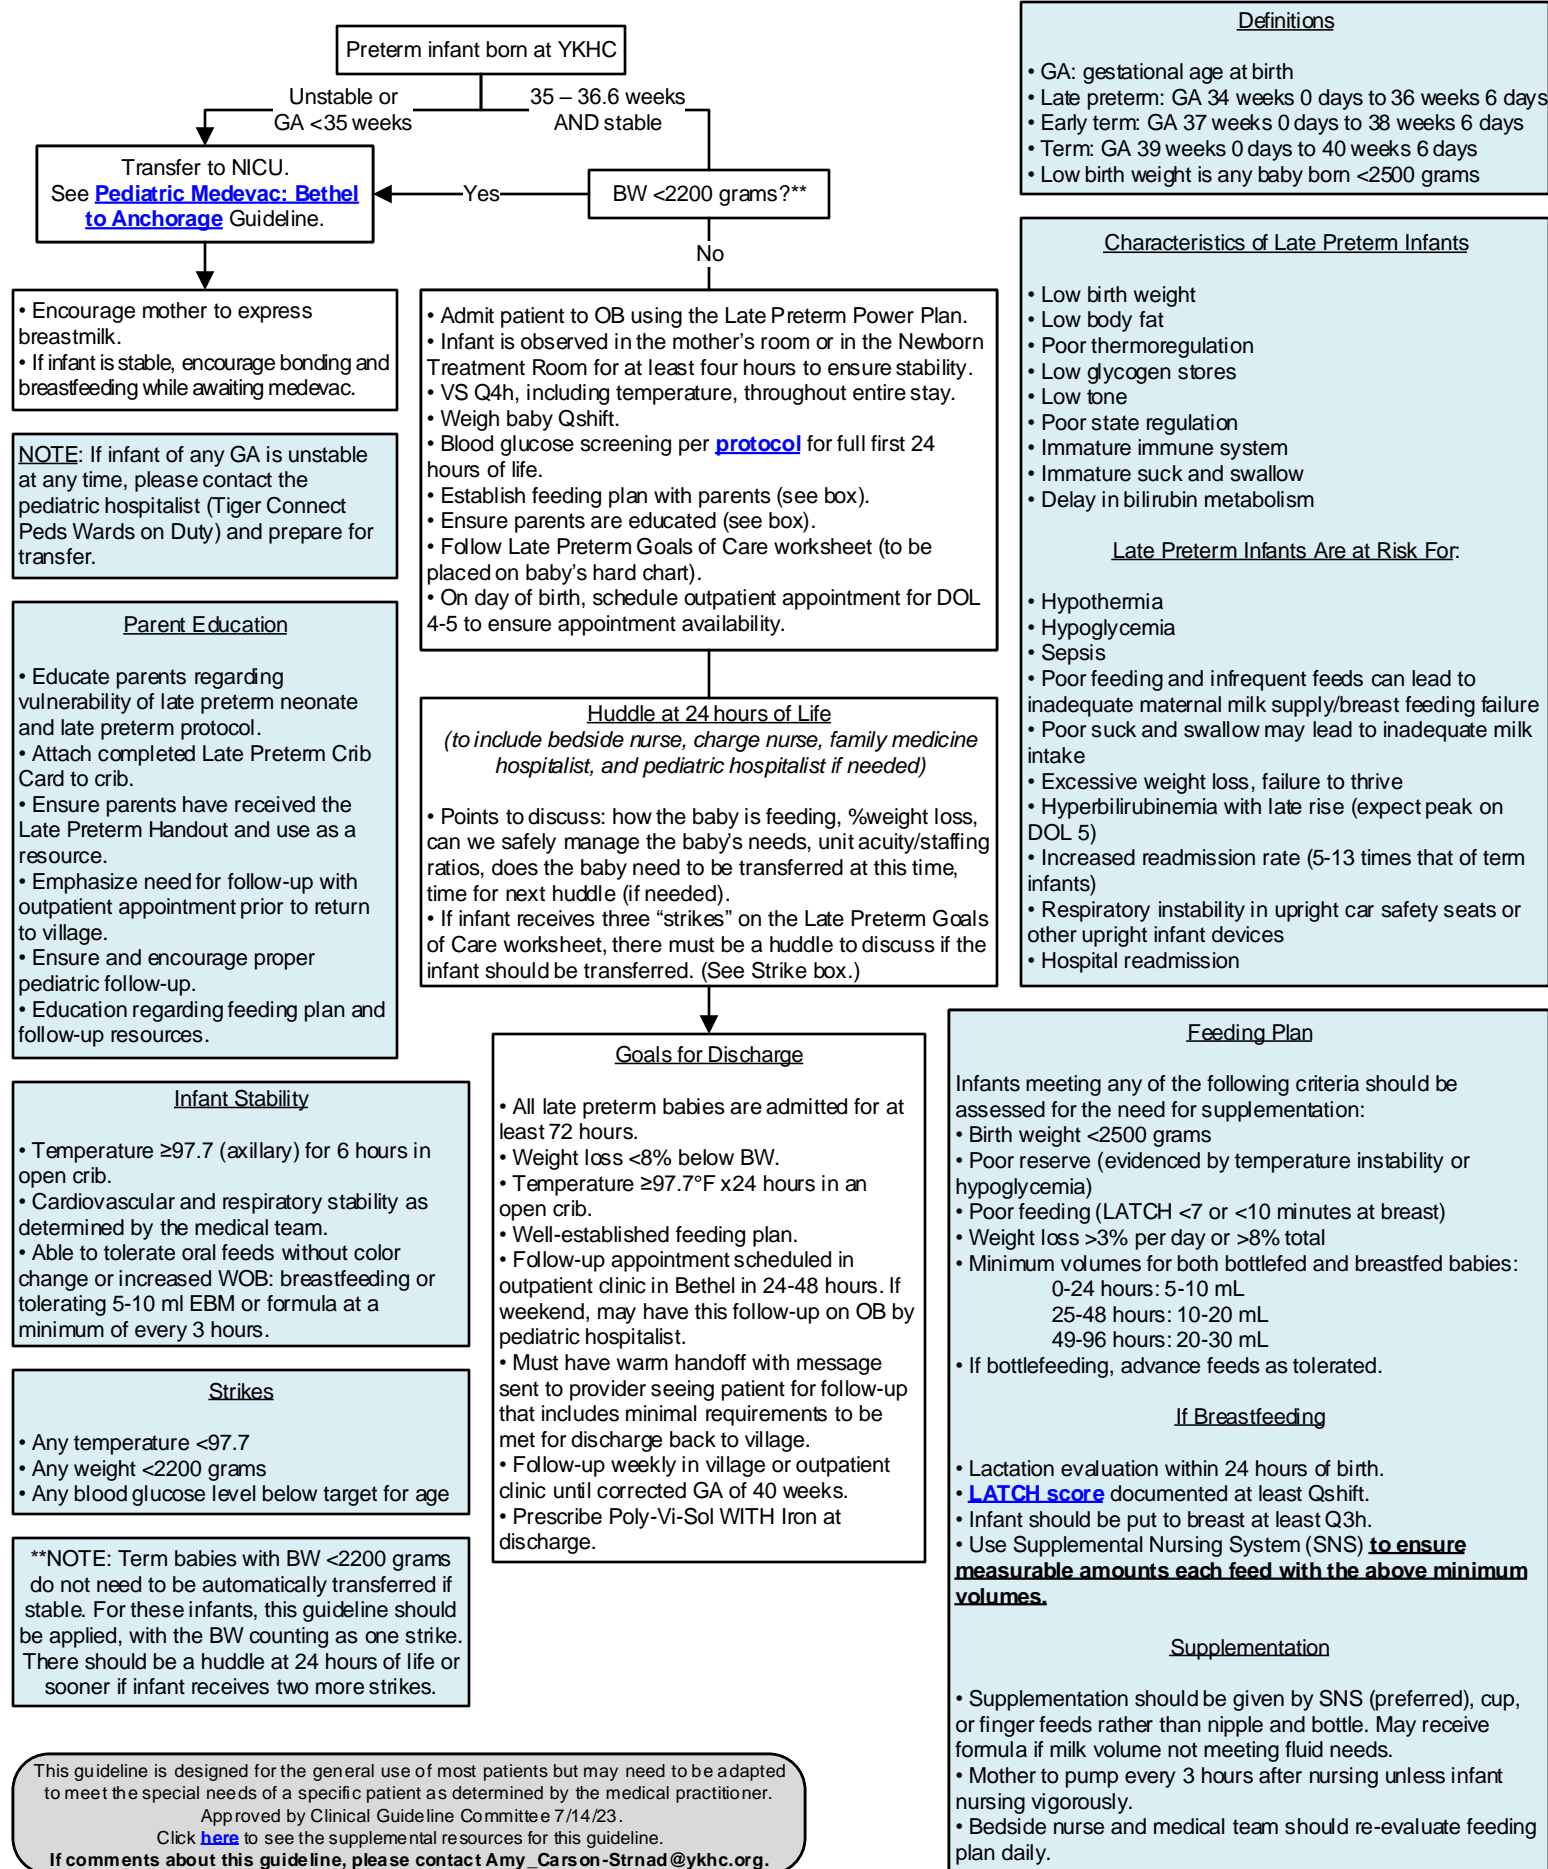 Preterm infant born at YKHC
Unstable or
GA <35 weeks
35 – 36.6 weeks
AND stable
Transfer to NICU.
See Pediatric Medevac: Bethel
to Anchorage Guideline.
Yes
BW <2200 grams?**
No
• Encourage mother to express
breastmilk.
• If infant is stable, encourage bonding and
breastfeeding while awaiting medevac.
NOTE: If infant of any GA is unstable
at any time, please contact the
pediatric hospitalist (Tiger Connect
Peds Wards on Duty) and prepare for
transfer.
Parent Education
• Educate parents regarding
vulnerability of late preterm neonate
and late preterm protocol.
• Attach completed Late Preterm Crib
Card to crib.
• Ensure parents have received the
Late Preterm Handout and use as a
resource.
• Emphasize need for follow-up with
outpatient appointment prior to return
to village.
• Ensure and encourage proper
pediatric follow-up.
• Education regarding feeding plan and
follow-up resources.
Infant Stability
• Temperature ≥97.7 (axillary) for 6 hours in
open crib.
• Cardiovascular and respiratory stability as
determined by the medical team.
• Able to tolerate oral feeds without color
change or increased WOB: breastfeeding or
tolerating 5-10 ml EBM or formula at a
minimum of every 3 hours.
Strikes
• Any temperature <97.7
• Any weight <2200 grams
• Any blood glucose level below target for age
**NOTE: Term babies with BW <2200 grams
do not need to be automatically transferred if
stable. For these infants, this guideline should
be applied, with the BW counting as one strike.
There should be a huddle at 24 hours of life or
sooner if infant receives two more strikes.
• Admit patient to OB using the Late Preterm Power Plan.
• Infant is observed in the mother's room or in the Newborn
Treatment Room for at least four hours to ensure stability.
• VS Q4h, including temperature, throughout entire stay.
• Weigh baby Qshift.
• Blood glucose screening per protocol for full first 24
hours of life.
• Establish feeding plan with parents (see box).
• Ensure parents are educated (see box).
• Follow Late Preterm Goals of Care worksheet (to be
placed on baby's hard chart).
• On day of birth, schedule outpatient appointment for DOL
4-5 to ensure appointment availability.
Huddle at 24 hours of Life
(to include bedside nurse, charge nurse, family medicine
hospitalist, and pediatric hospitalist if needed)
• Points to discuss: how the baby is feeding, %weight loss,
can we safely manage the baby's needs, unit acuity/staffing
ratios, does the baby need to be transferred at this time,
time for next huddle (if needed).
• If infant receives three “strikes” on the Late Preterm Goals
of Care worksheet, there must be a huddle to discuss if the
infant should be transferred. (See Strike box.)
Goals for Discharge
• All late preterm babies are admitted for at
least 72 hours.
• Weight loss <8% below BW.
• Temperature ≥97.7°F x24 hours in an
open crib.
• Well-established feeding plan.
• Follow-up appointment scheduled in
outpatient clinic in Bethel in 24-48 hours. If
weekend, may have this follow-up on OB by
pediatric hospitalist.
• Must have warm handoff with message
sent to provider seeing patient for follow-up
that includes minimal requirements to be
met for discharge back to village.
• Follow-up weekly in village or outpatient
clinic until corrected GA of 40 weeks.
• Prescribe Poly-Vi-Sol WITH Iron at
discharge.
Definitions
• GA: gestational age at birth
• Late preterm: GA 34 weeks 0 days to 36 weeks 6 days
• Early term: GA 37 weeks 0 days to 38 weeks 6 days
• Term: GA 39 weeks 0 days to 40 weeks 6 days
• Low birth weight is any baby born <2500 grams
Characteristics of Late Preterm Infants
• Low birth weight
• Low body fat
• Poor thermoregulation
• Low glycogen stores
• Low tone
• Poor state regulation
• Immature immune system
• Immature suck and swallow
• Delay in bilirubin metabolism
Late Preterm Infants Are at Risk For:
• Hypothermia
• Hypoglycemia
• Sepsis
• Poor feeding and infrequent feeds can lead to
inadequate maternal milk supply/breast feeding failure
• Poor suck and swallow may lead to inadequate milk
intake
• Excessive weight loss, failure to thrive
• Hyperbilirubinemia with late rise (expect peak on
DOL 5)
• Increased readmission rate (5-13 times that of term
infants)
• Respiratory instability in upright car safety seats or
other upright infant devices
• Hospital readmission
Feeding Plan
Infants meeting any of the following criteria should be
assessed for the need for supplementation:
• Birth weight <2500 grams
• Poor reserve (evidenced by temperature instability or
hypoglycemia)
• Poor feeding (LATCH <7 or <10 minutes at breast)
• Weight loss >3% per day or >8% total
• Minimum volumes for both bottlefed and breastfed babies:
0-24 hours: 5-10 mL
25-48 hours: 10-20 mL
49-96 hours: 20-30 mL
• If bottlefeeding, advance feeds as tolerated.
If Breastfeeding
• Lactation evaluation within 24 hours of birth.
• LATCH score documented at least Qshift.
• Infant should be put to breast at least Q3h.
• Use Supplemental Nursing System (SNS) to ensure
measurable amounts each feed with the above minimum
volumes.
Supplementation
• Supplementation should be given by SNS (preferred), cup,
or finger feeds rather than nipple and bottle. May receive
formula if milk volume not meeting fluid needs.
• Mother to pump every 3 hours after nursing unless infant
nursing vigorously.
• Bedside nurse and medical team should re-evaluate feeding
plan daily.
This guideline is designed for the general use of most patients but may need to be adapted
to meet the special needs of a specific patient as determined by the medical practitioner.
Approved by Clinical Guideline Committee 7/14/23.
Click here to see the supplemental resources for this guideline.
If comments about this guideline, please contact Amy_Carson-Strnad@ykhc.org.